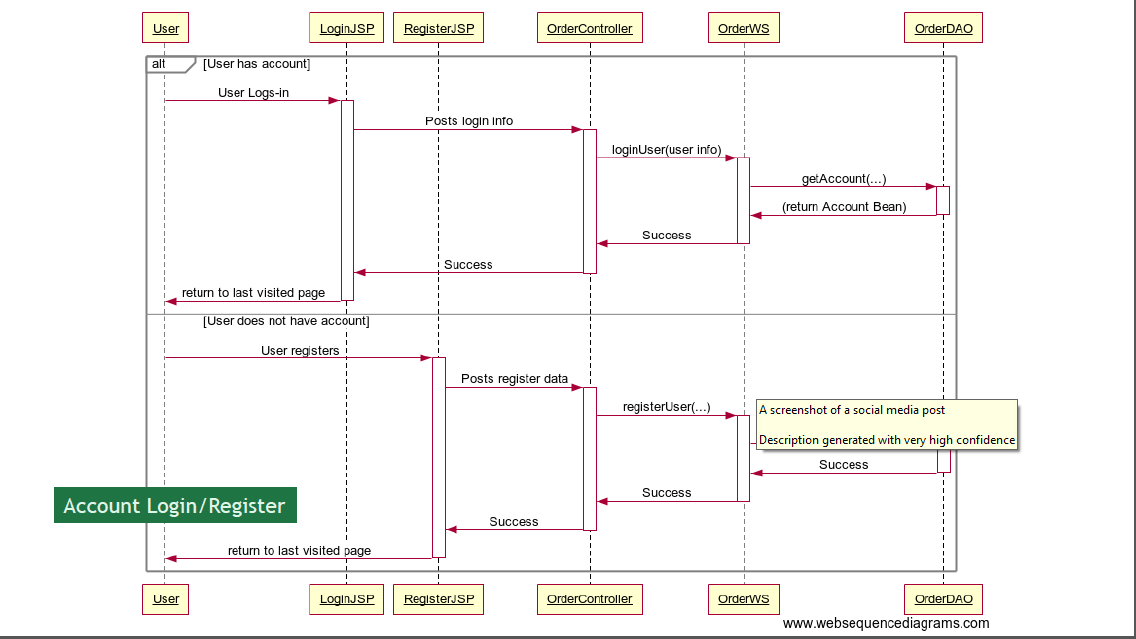 User LoginJSP RegisterJSP OrderController OrderWS OrderDAO
alt [User has account]
User Logs-in
Posts login info
loginUser(user info)
getAccount(...)
(return Account Bean)
Success
Success
return to last visited page
[User does not have account]
User registers
Posts register data
registerUser(...)
A screenshot of a social media post
Description generated with very high confidence
Success
Success
Account Login/Register
Success
return to last visited page
User LoginJSP RegisterJSP OrderController OrderWS OrderDAO
www.websequencediagrams.com